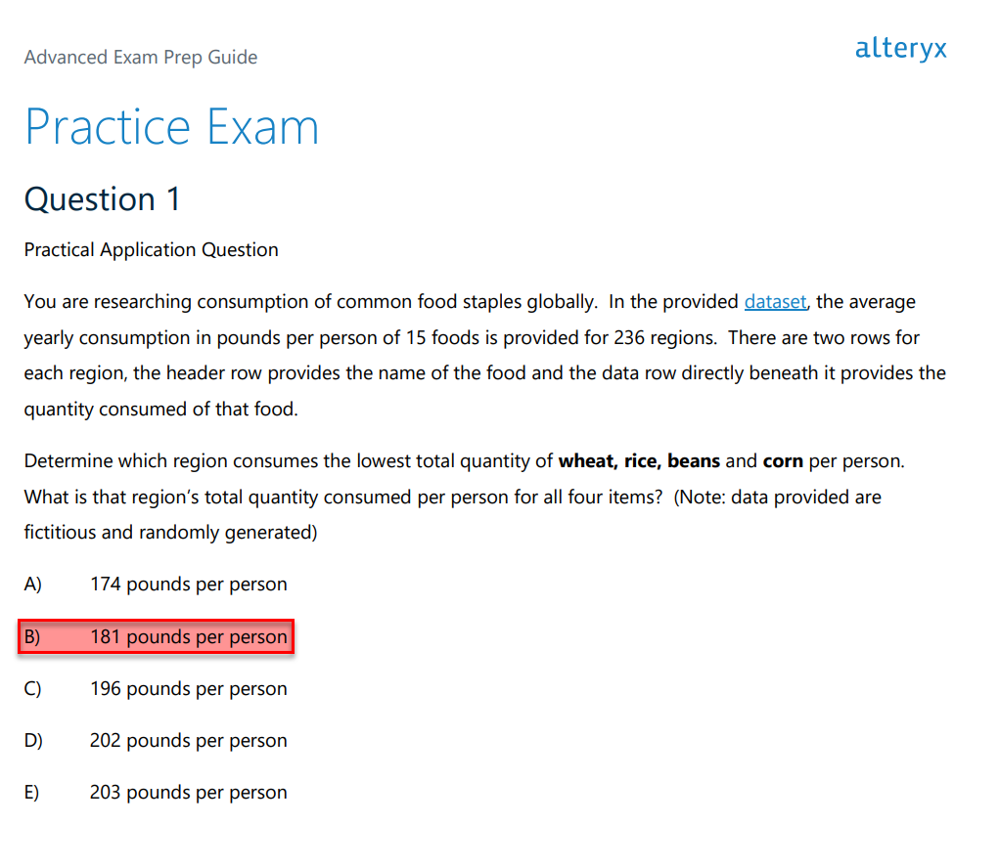 Advanced Exam Prep Guide
alteryx
Practice Exam
Question 1
Practical Application Question
You are researching consumption of common food staples globally.  In the provided dataset, the average
yearly consumption in pounds per person of 15 foods is provided for 236 regions.  There are two rows for
each region, the header row provides the name of the food and the data row directly beneath it provides the
quantity consumed of that food.
Determine which region consumes the lowest total quantity of wheat, rice, beans and corn per person.
What is that region’s total quantity consumed per person for all four items?  (Note: data provided are
fictitious and randomly generated)
A) 174 pounds per person
B) 181 pounds per person
C) 196 pounds per person
D) 202 pounds per person
E) 203 pounds per person